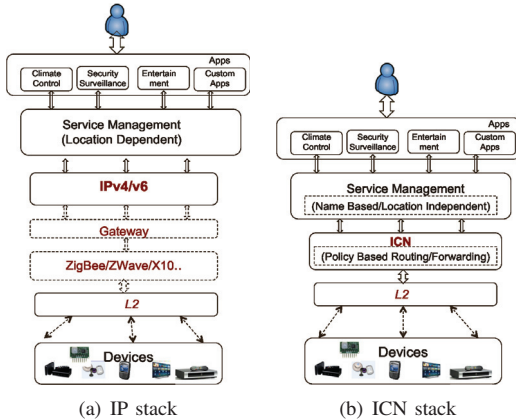 Apps
Climate
Control
Security
Surveillance
Entertain
ment
Custom
Apps
Service Management
(Location Dependent)
IPv4/v6
Gateway
ZigBee/ZWave/X10..
L2
Devices
(a) IP stack
Apps
Climate
Control
Security
Surveillance
Entertain
ment
Custom
Apps
Service Management
(Name Based/Location Independent)
ICN
(Policy Based Routing/Forwarding)
L2
Devices
(b) ICN stack